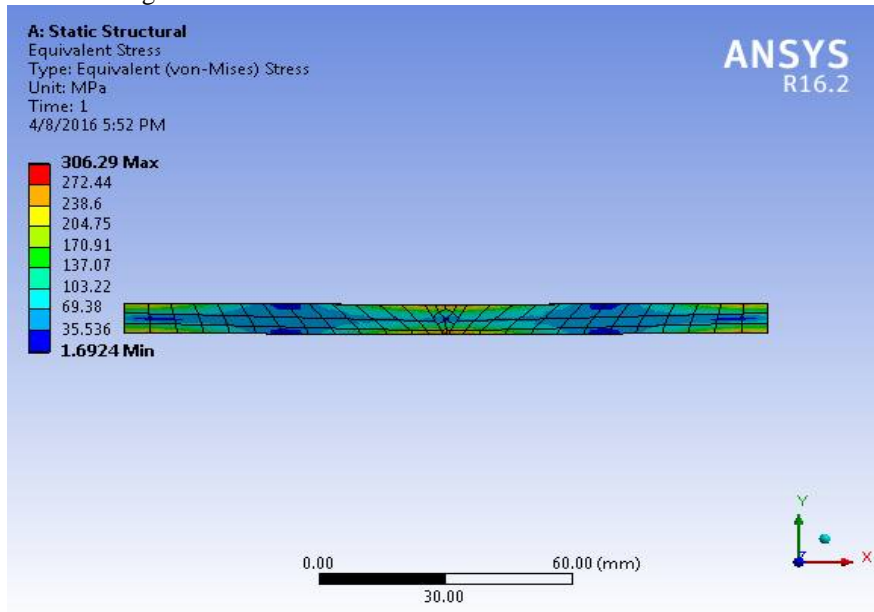 A: Static Structural
Equivalent Stress
Type: Equivalent (von-Mises) Stress
Unit: MPa
Time: 1
4/8/2016 5:52 PM
ANSYS
R16.2
306.29 Max
272.44
238.6
204.75
170.91
137.07
103.22
69.38
35.536
1.6924 Min
Y
Z
X
0.00
60.00 (mm)
30.00